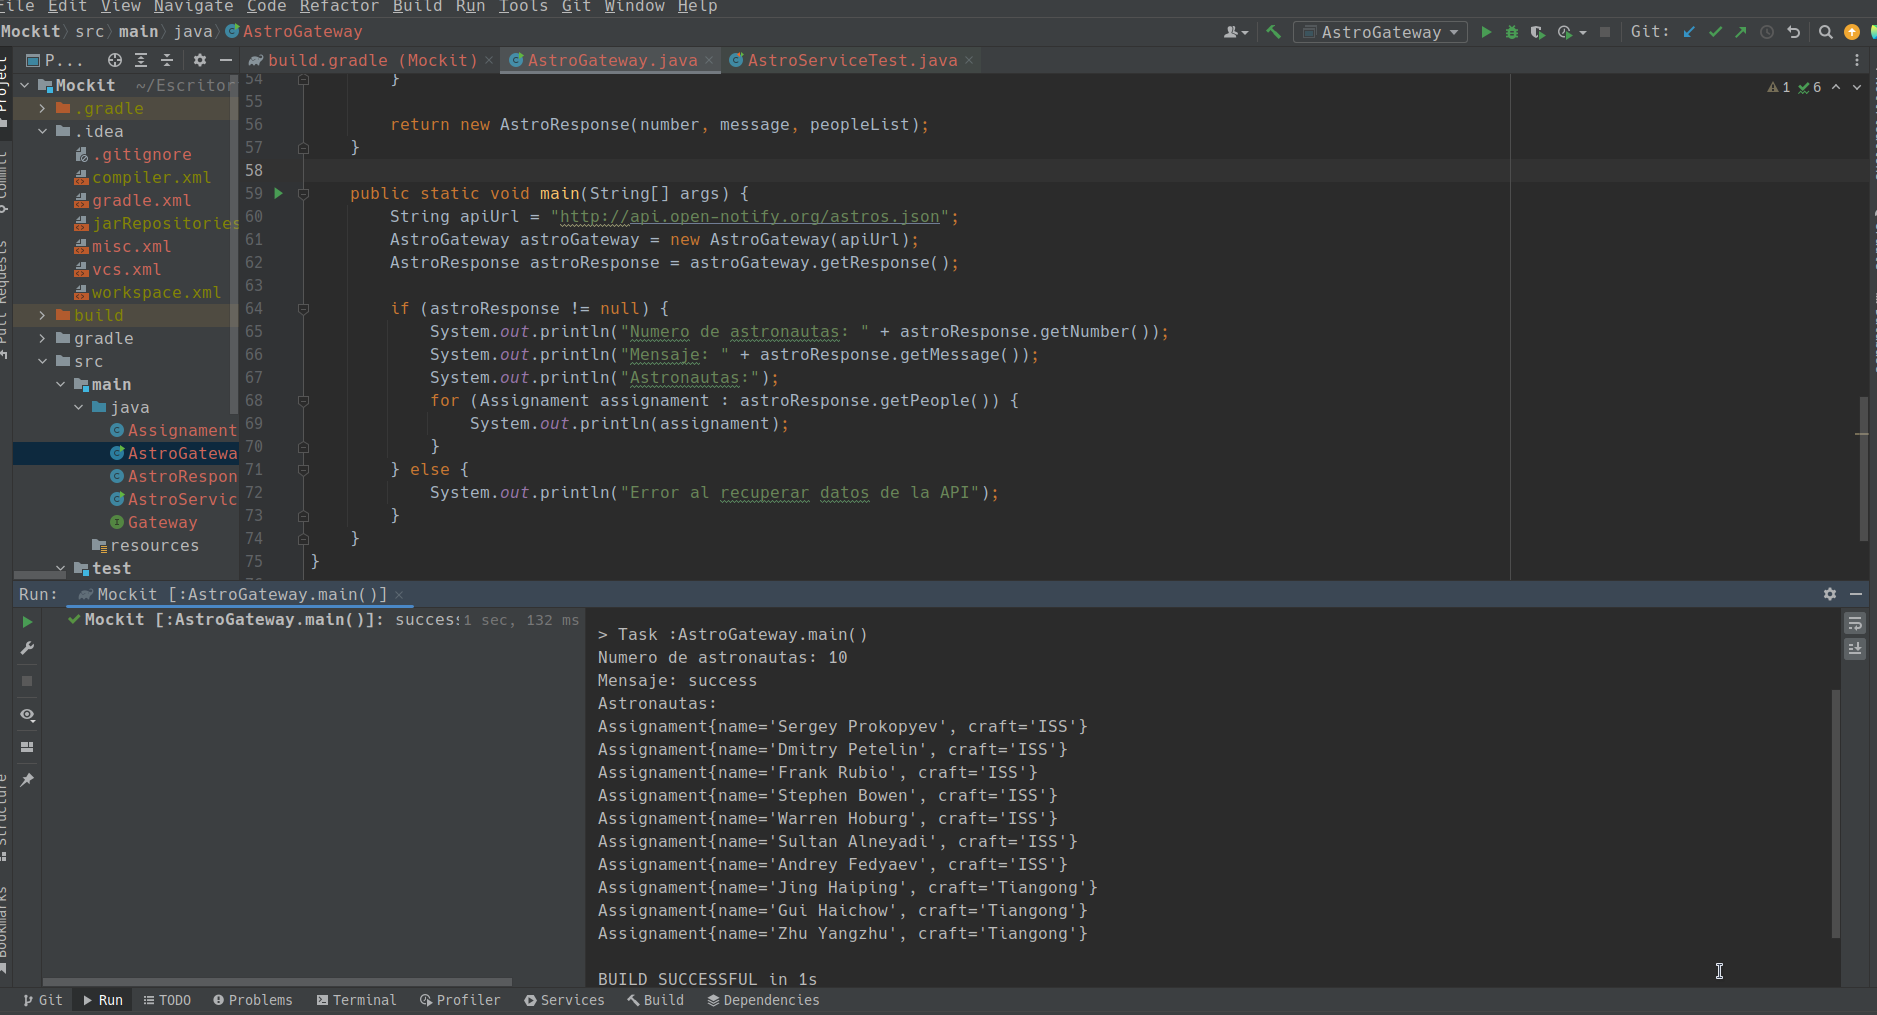 File Edit View Navigate Code Refactor Build Run Tools Git Window Help
Mockit src main java AstroGateway
AstroGateway Git:
P... build.gradle (Mockit) AstroGateway.java AstroServiceTest.java
Project
Commit
Pull Requests
Structure
Bookmarks
Mockit ~/Escritor
.gradle
.idea
.gitignore
compiler.xml
gradle.xml
jarRepositories
misc.xml
vcs.xml
workspace.xml
build
gradle
src
main
java
Assignament
AstroGatewa
AstroRespon
AstroServic
Gateway
resources
test
1 6
54 }
55
56 return new AstroResponse(number, message, peopleList);
57 }
58
59 public static void main(String[] args) {
60 String apiUrl = "http://api.open-notify.org/astros.json";
61 AstroGateway astroGateway = new AstroGateway(apiUrl);
62 AstroResponse astroResponse = astroGateway.getResponse();
63
64 if (astroResponse != null) {
65 System.out.println("Numero de astronautas: " + astroResponse.getNumber());
66 System.out.println("Mensaje: " + astroResponse.getMessage());
67 System.out.println("Astronautas:");
68 for (Assignament assignament : astroResponse.getPeople()) {
69 System.out.println(assignament);
70 }
71 } else {
72 System.out.println("Error al recuperar datos de la API");
73 }
74 }
75 }
Run: Mockit [:AstroGateway.main()]
Mockit [:AstroGateway.main()]: succes 1 sec, 132 ms
> Task :AstroGateway.main()
Numero de astronautas: 10
Mensaje: success
Astronautas:
Assignament{name='Sergey Prokopyev', craft='ISS'}
Assignament{name='Dmitry Petelin', craft='ISS'}
Assignament{name='Frank Rubio', craft='ISS'}
Assignament{name='Stephen Bowen', craft='ISS'}
Assignament{name='Warren Hoburg', craft='ISS'}
Assignament{name='Sultan Alneyadi', craft='ISS'}
Assignament{name='Andrey Fedyaev', craft='ISS'}
Assignament{name='Jing Haiping', craft='Tiangong'}
Assignament{name='Gui Haichow', craft='Tiangong'}
Assignament{name='Zhu Yangzhu', craft='Tiangong'}
BUILD SUCCESSFUL in 1s
Git Run TODO Problems Terminal Profiler Services Build Dependencies